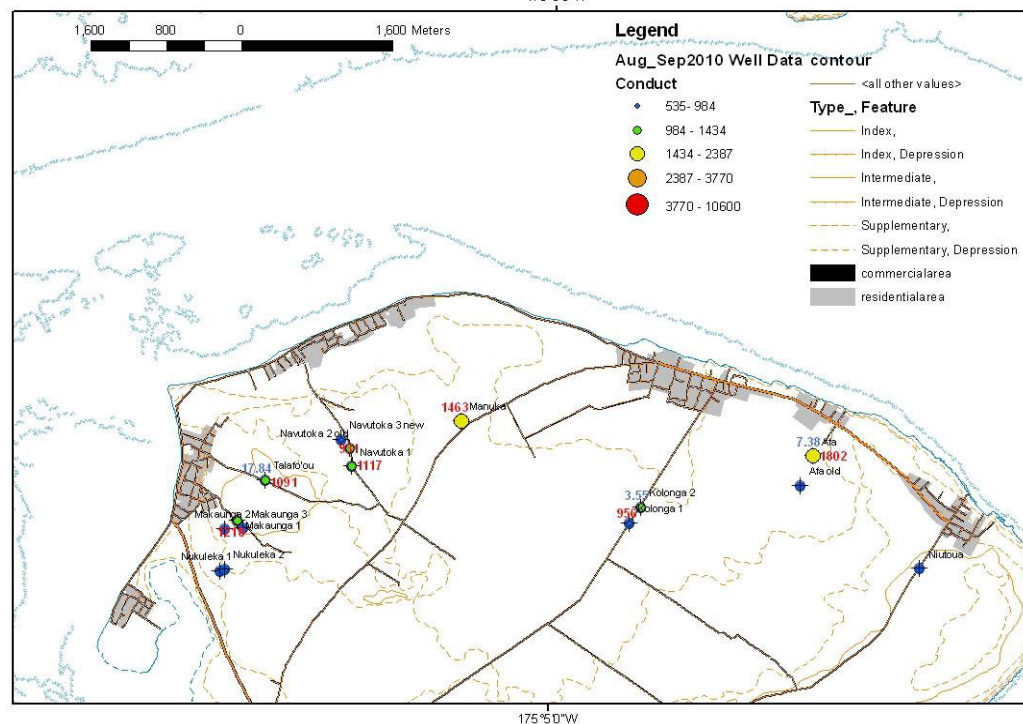 1,600 800 0 1,600 Meters
Legend
Aug_Sep2010 Well Data contour
Conduct
<all other values>
535- 984
Type_, Feature
984 - 1434
Index,
1434 - 2387
Index, Depression
2387 - 3770
Intermediate,
3770 - 10600
Intermediate, Depression
Supplementary,
Supplementary, Depression
commercialarea
residentialarea
1463 Manuka
Navutoka 3 new
Navutoka 2 old
Navutoka 1
1117
7.38 Afa
1802
Afa old
17.84 Talafo'ou
1091
3.55 Kolonga 2
956 Kolonga 1
Makaunga 2 Makaunga 3
Makaunga 1
Nukuleka 1 Nukuleka 2
Niutoua
175°5'0"W